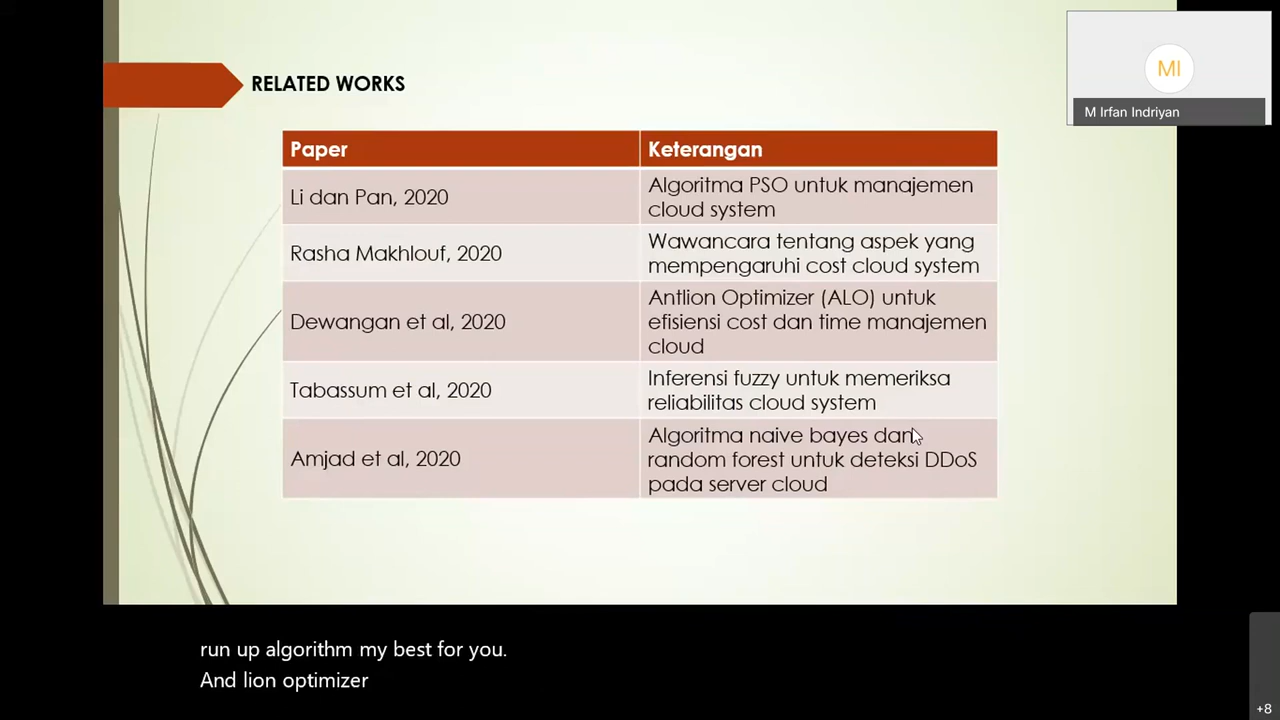 RELATED WORKS
MI
M Irfan Indriyan
Paper
Keterangan
Li dan Pan, 2020
Algoritma PSO untuk manajemen
cloud system
Rasha Makhlouf, 2020
Wawancara tentang aspek yang
mempengaruhi cost cloud system
Dewangan et al, 2020
Antlion Optimizer (ALO) untuk
efisiensi cost dan time manajemen
cloud
Tabassum et al, 2020
Inferensi fuzzy untuk memeriksa
reliabilitas cloud system
Amjad et al, 2020
Algoritma naive bayes dan
random forest untuk deteksi DDoS
pada server cloud
run up algorithm my best for you.
And lion optimizer
+8